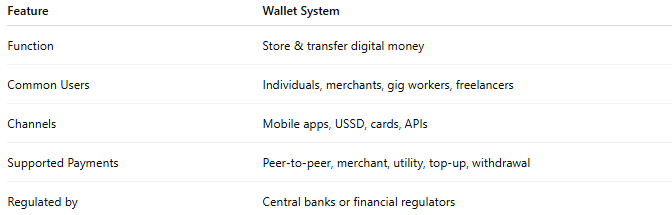 Feature Wallet System
Function Store & transfer digital money
Common Users Individuals, merchants, gig workers, freelancers
Channels Mobile apps, USSD, cards, APIs
Supported Payments Peer-to-peer, merchant, utility, top-up, withdrawal
Regulated by Central banks or financial regulators